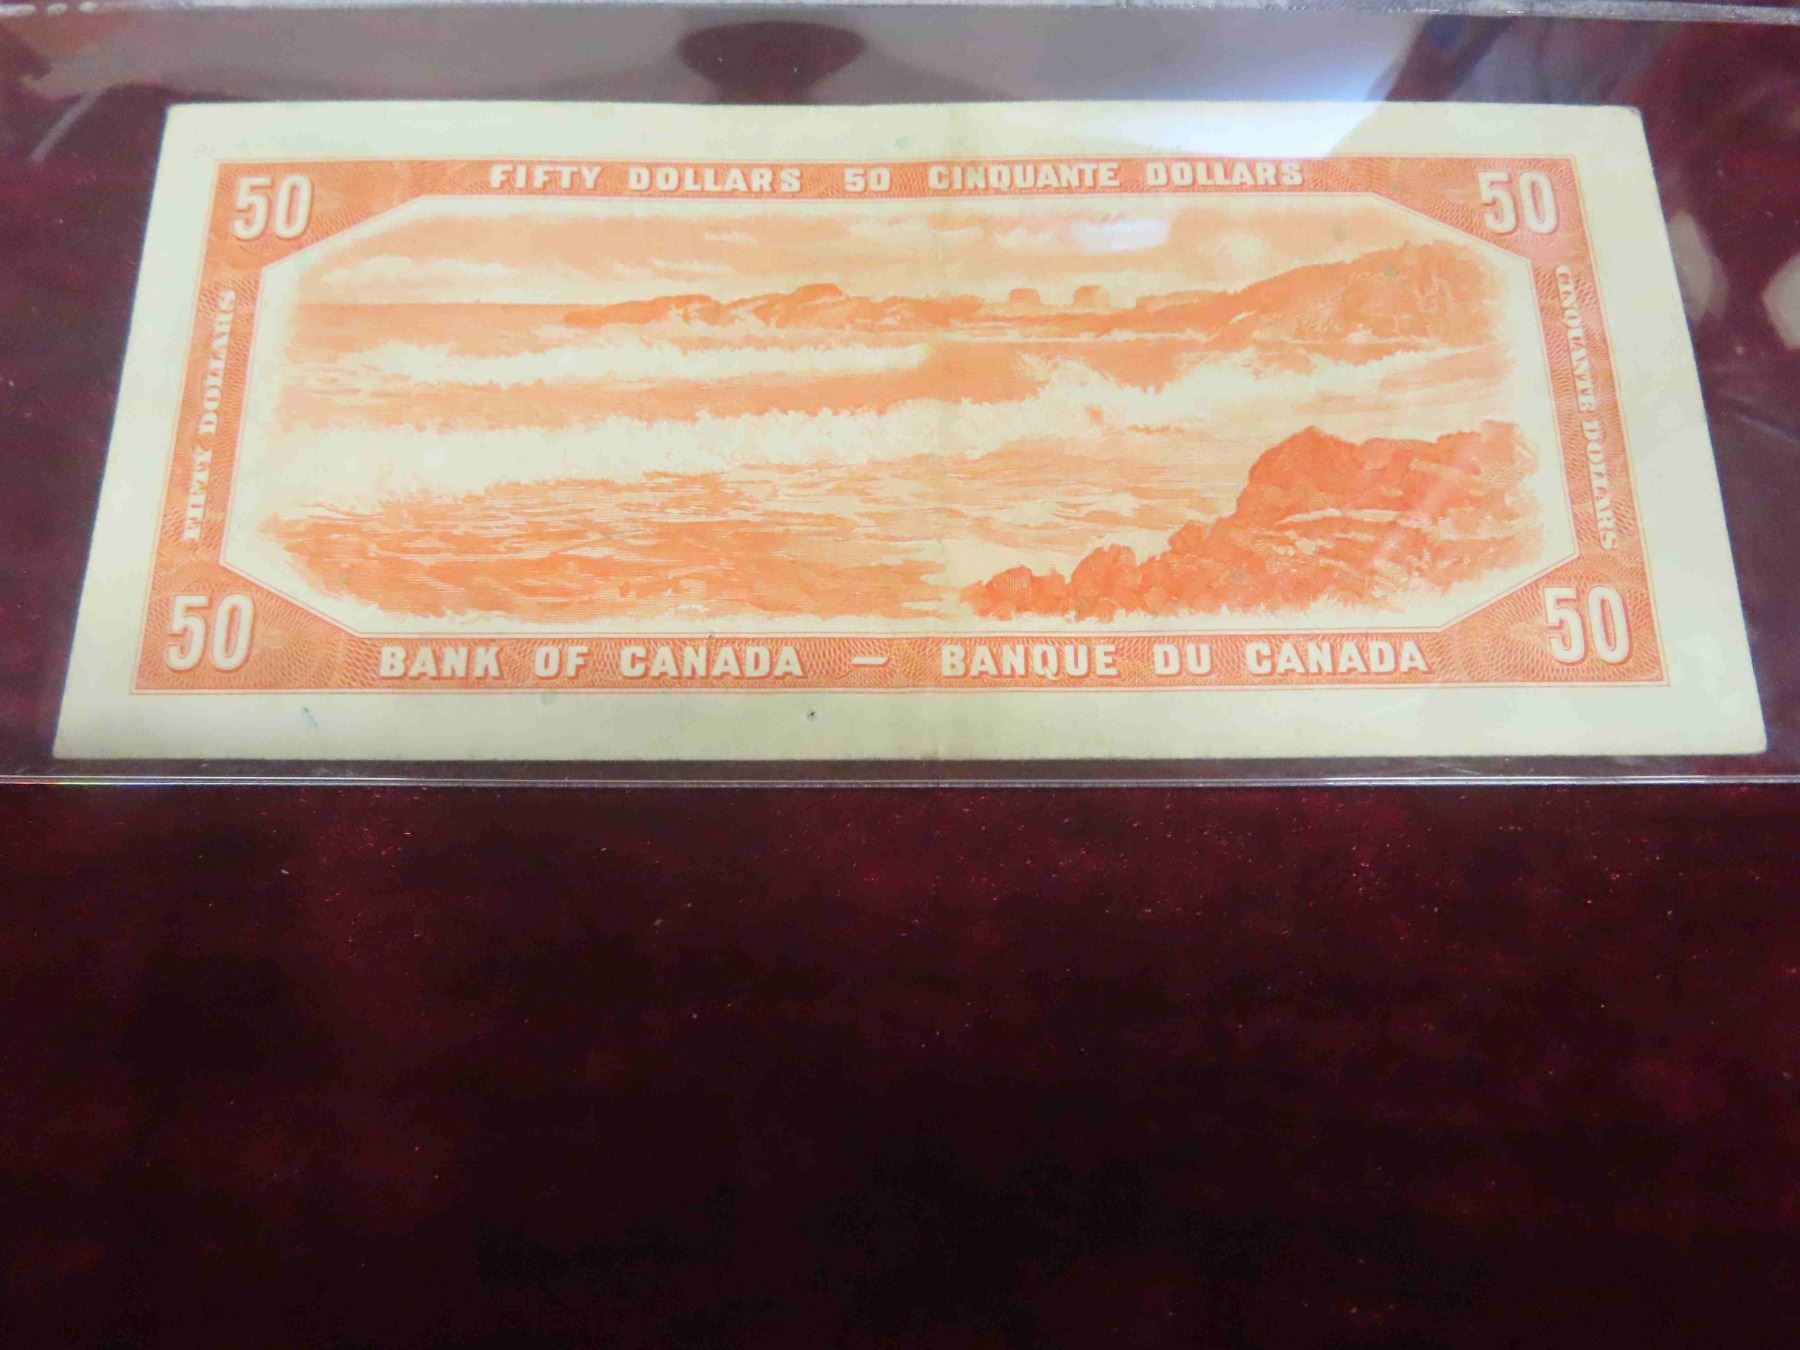 FIFTY DOLLARS 50 CINQUANTE DOLLARS
50
50
FIFTY DOLLARS
CINQUANTE DOLLARS
50
50
BANK OF CANADA — BANQUE DU CANADA